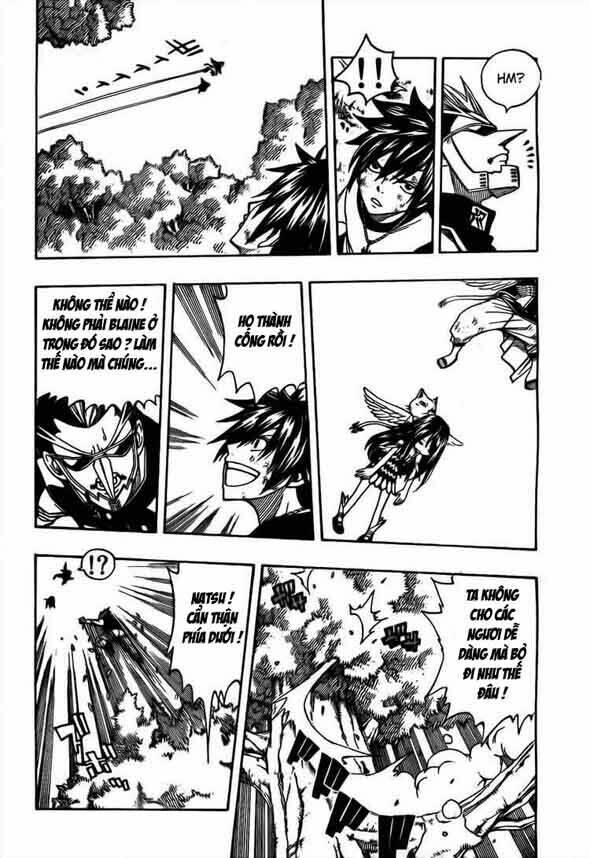 HM?
!!
HỌ THÀNH
CÔNG RỒI!
KHÔNG THỂ NÀO!
KHÔNG PHẢI BLAINE Ở
TRONG ĐÓ SAO? LÀM
THẾ NÀO MÀ CHÚNG...
TA KHÔNG
CHO CÁC
NGƯƠI DỄ
DÀNG MÀ BỎ
ĐI NHƯ THẾ
ĐÂU!
NATSU!
CẨN THẬN
PHÍA DƯỚI!
!?